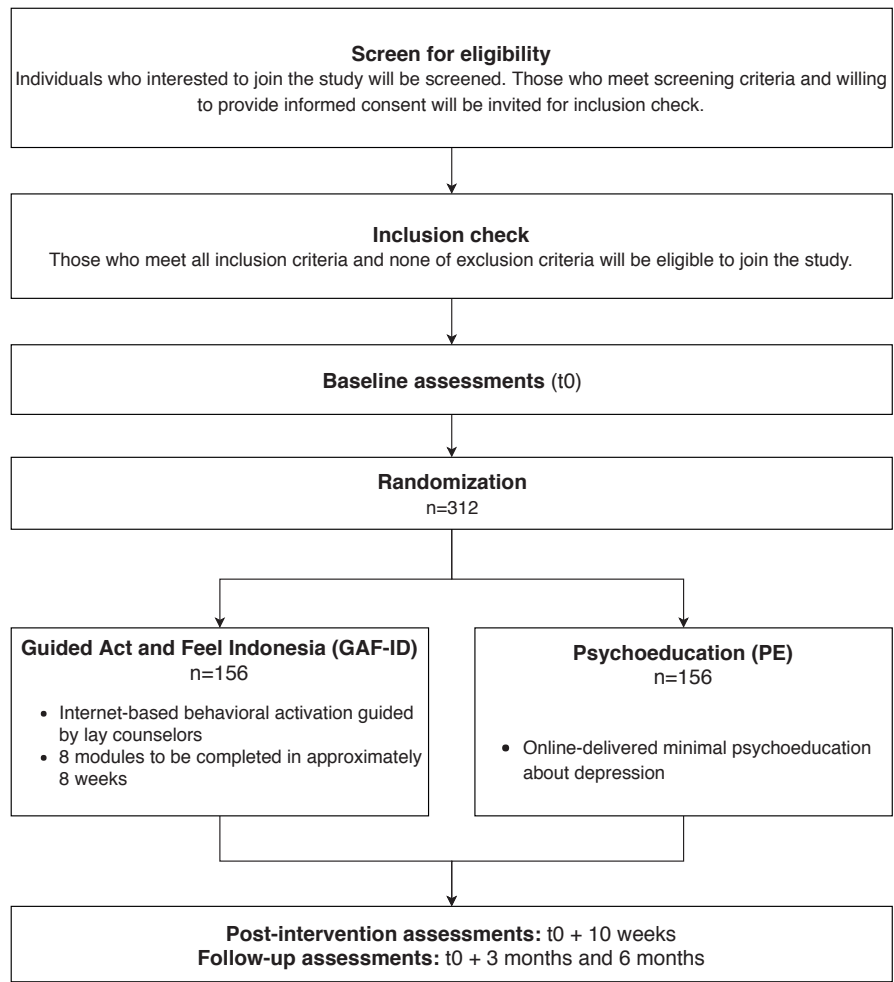 Screen for eligibility
Individuals who interested to join the study will be screened. Those who meet screening criteria and willing
to provide informed consent will be invited for inclusion check.
Inclusion check
Those who meet all inclusion criteria and none of exclusion criteria will be eligible to join the study.
Baseline assessments (t0)
Randomization
n=312
Guided Act and Feel Indonesia (GAF-ID)
n=156
• Internet-based behavioral activation guided
by lay counselors
• 8 modules to be completed in approximately
8 weeks
Psychoeducation (PE)
n=156
• Online-delivered minimal psychoeducation
about depression
Post-intervention assessments: t0 + 10 weeks
Follow-up assessments: t0 + 3 months and 6 months